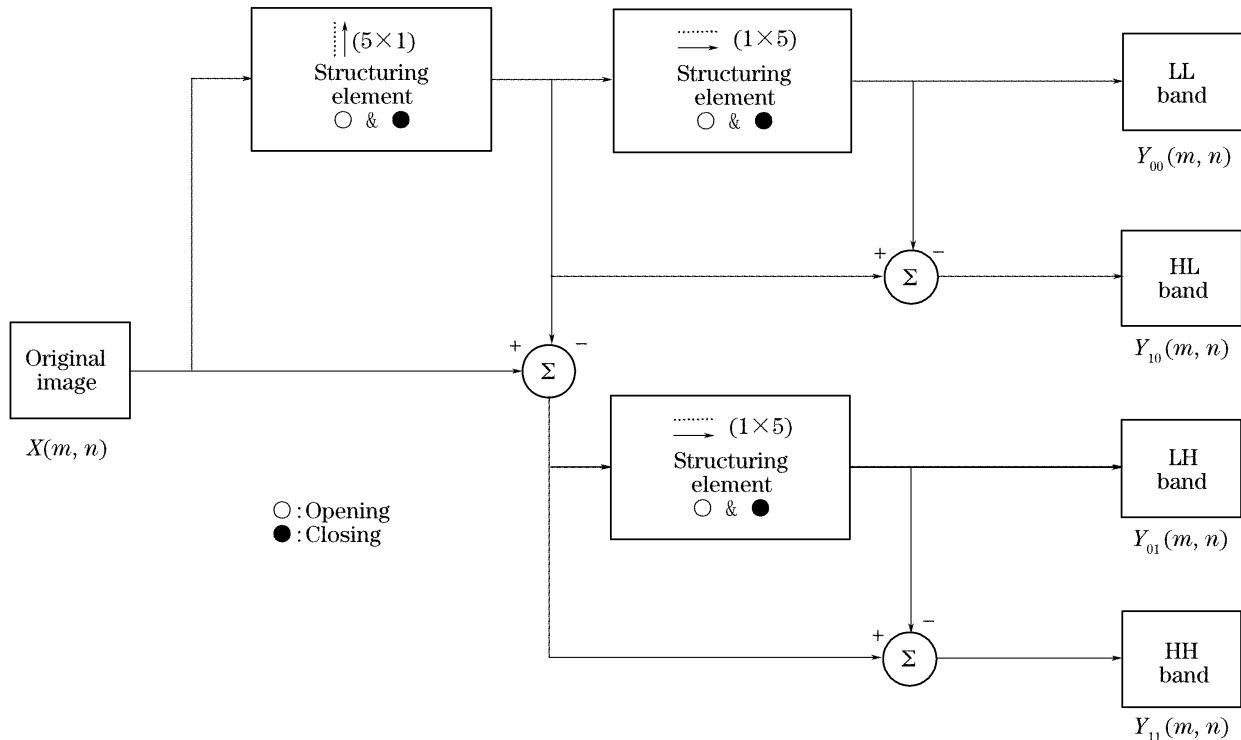 (5×1)
Structuring
element
○ & ●
(1×5)
Structuring
element
○ & ●
LL
band
Y₀₀(m, n)
+ −
Σ
HL
band
Y₁₀(m, n)
Original
image
X(m, n)
+ −
Σ
(1×5)
Structuring
element
○ & ●
LH
band
Y₀₁(m, n)
○: Opening
●: Closing
+ −
Σ
HH
band
Y₁₁(m, n)